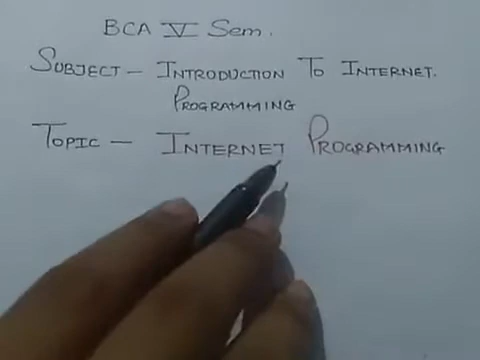 BCA V Sem.
SUBJECT - INTRODUCTION TO INTERNET.
PROGRAMMING
TOPIC - INTERNET PROGRAMMING